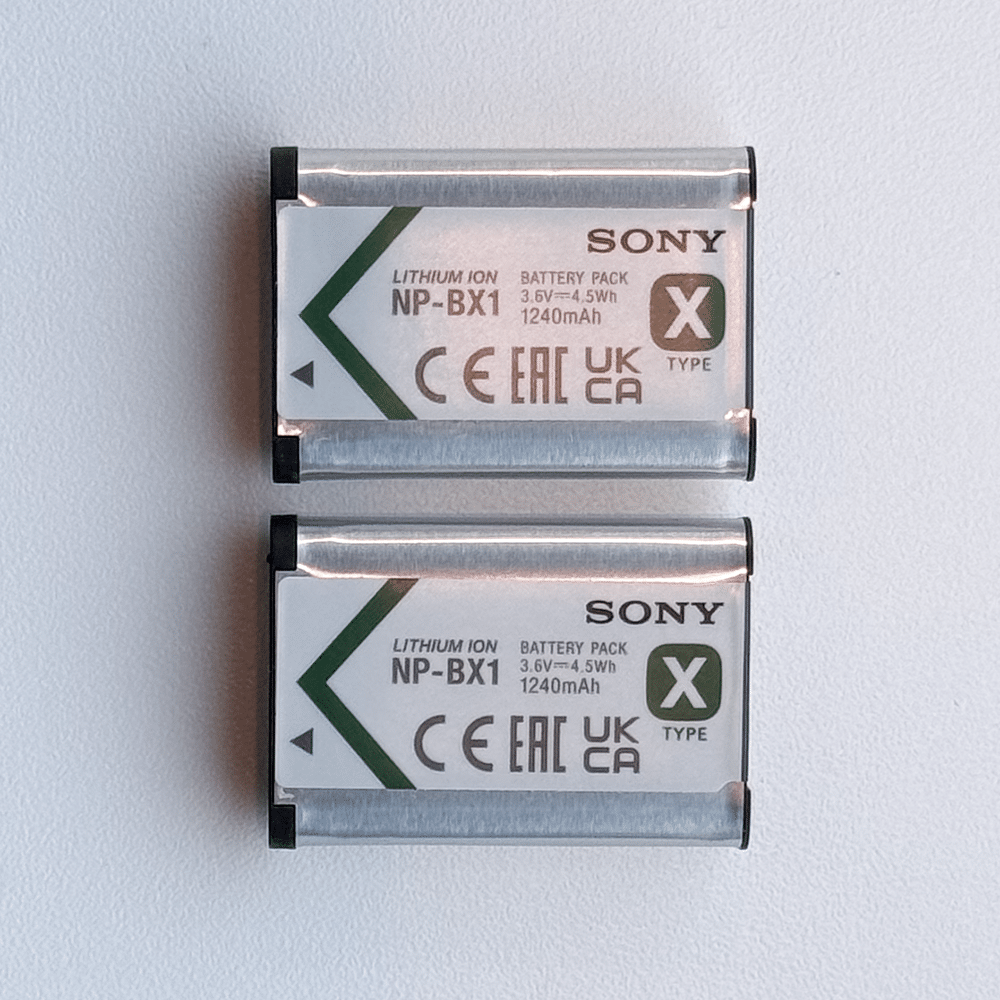 SONY
LITHIUM ION BATTERY PACK
NP-BX1 3.6V⎓4.5Wh
1240mAh
X
TYPE
CE EAC UK
CA
SONY
LITHIUM ION BATTERY PACK
NP-BX1 3.6V⎓4.5Wh
1240mAh
X
TYPE
CE EAC UK
CA